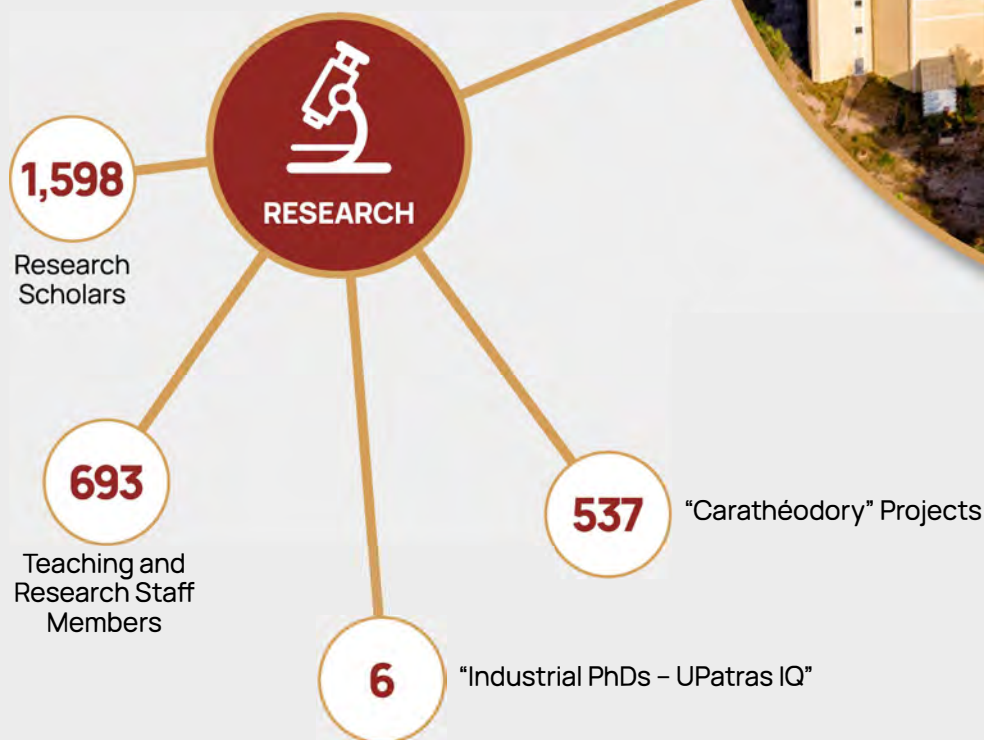 RESEARCH
1,598
Research
Scholars
693
Teaching and
Research Staff
Members
537
“Carathéodory” Projects
6
“Industrial PhDs – UPatras IQ”